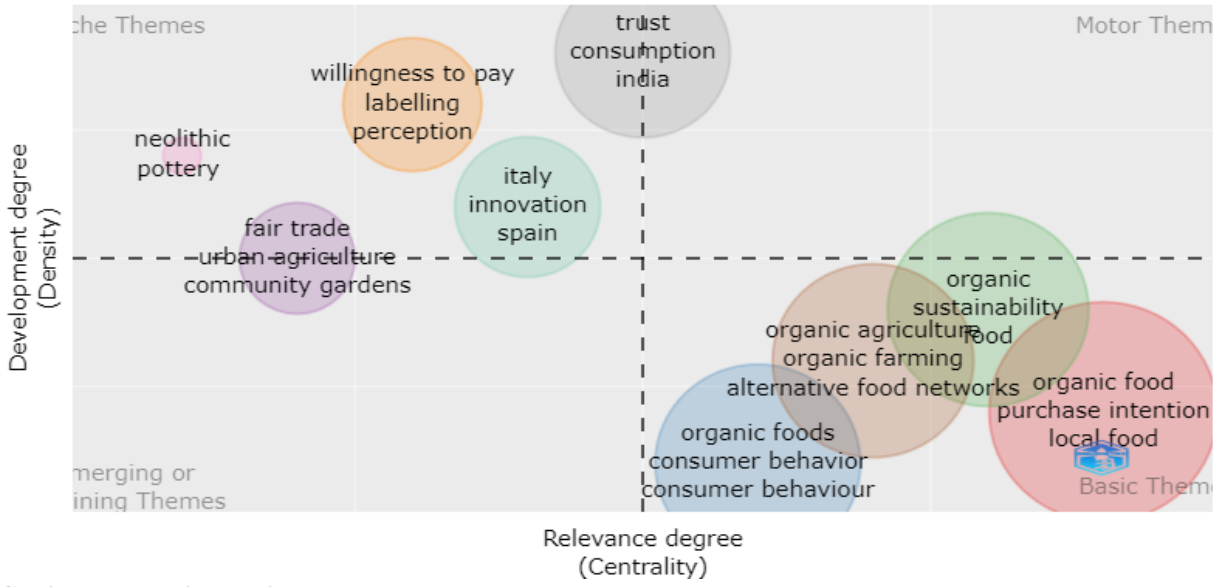 che Themes
Motor Them
trust
consumption
india
willingness to pay
labelling
perception
neolithic
pottery
italy
innovation
spain
fair trade
urban agriculture
community gardens
organic
sustainability
food
organic agriculture
organic farming
alternative food networks
organic food
purchase intention
local food
organic foods
consumer behavior
consumer behaviour
merging or
ining Themes
Basic Them
Development degree
(Density)
Relevance degree
(Centrality)